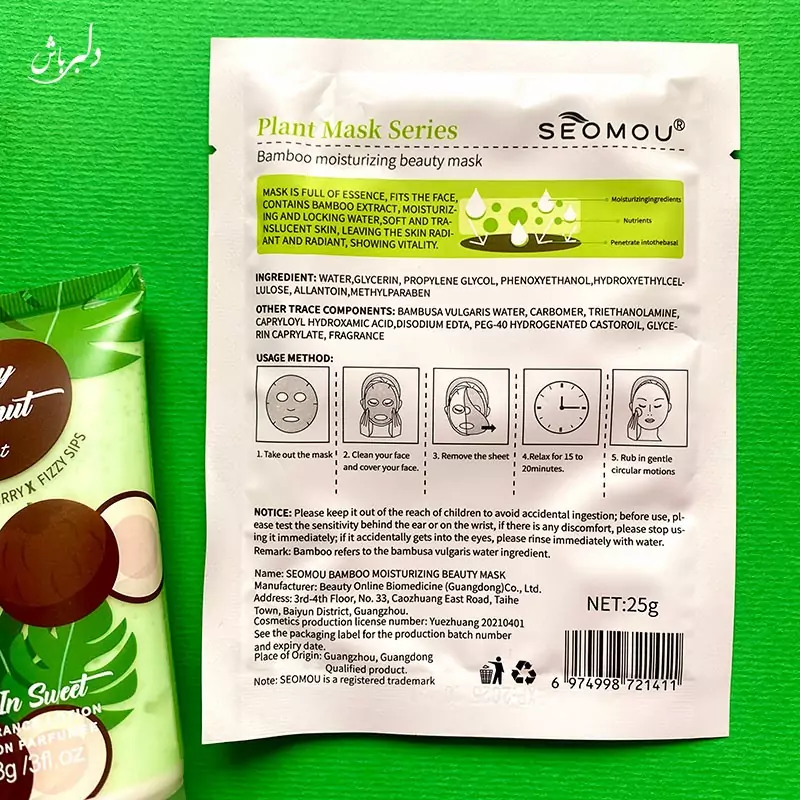 دلبر باش
Plant Mask Series
SEOMOU®
Bamboo moisturizing beauty mask
MASK IS FULL OF ESSENCE, FITS THE FACE,
CONTAINS BAMBOO EXTRACT, MOISTURIZ-
ING AND LOCKING WATER,SOFT AND TRA-
NSLUCENT SKIN, LEAVING THE SKIN RADI-
ANT AND RADIANT, SHOWING VITALITY.
Moisturizingingredients
Nutrients
Penetrate intothebasal
INGREDIENT: WATER,GLYCERIN, PROPYLENE GLYCOL, PHENOXYETHANOL,HYDROXYETHYLCEL-
LULOSE, ALLANTOIN,METHYLPARABEN
OTHER TRACE COMPONENTS: BAMBUSA VULGARIS WATER, CARBOMER, TRIETHANOLAMINE,
CAPRYLOYL HYDROXAMIC ACID,DISODIUM EDTA, PEG-40 HYDROGENATED CASTOROIL, GLYCE-
RIN CAPRYLATE, FRAGRANCE
USAGE METHOD:
1. Take out the mask
2. Clean your face
and cover your face.
3. Remove the sheet
4.Relax for 15 to
20minutes.
5. Rub in gentle
circular motions
NOTICE: Please keep it out of the reach of children to avoid accidental ingestion; before use, pl-
ease test the sensitivity behind the ear or on the wrist, if there is any discomfort, please stop us-
ing it immediately; if it accidentally gets into the eyes, please rinse immediately with water.
Remark: Bamboo refers to the bambusa vulgaris water ingredient.
Name: SEOMOU BAMBOO MOISTURIZING BEAUTY MASK
Manufacturer: Beauty Online Biomedicine (Guangdong)Co., Ltd.
Address: 3rd-4th Floor, No. 33, Caozhuang East Road, Taihe
Town, Baiyun District, Guangzhou.
Cosmetics production license number: Yuezhuang 20210401
See the packaging label for the production batch number
and expiry date.
Place of Origin: Guangzhou, Guangdong
Qualified product.
Note: SEOMOU is a registered trademark
NET:25g
6 974998 721411
FIZZY SIPS
In Sweet
/3fl.oz